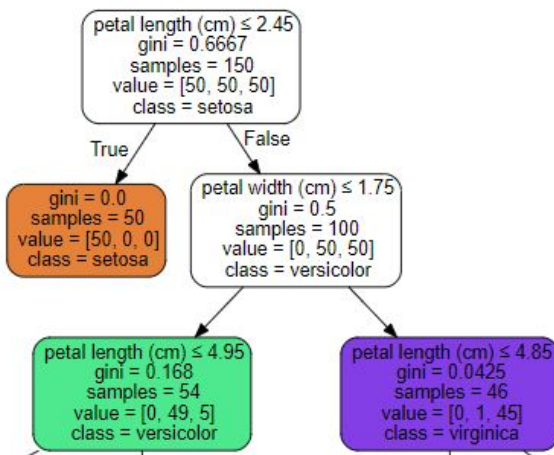 petal length (cm) ≤ 2.45
gini = 0.6667
samples = 150
value = [50, 50, 50]
class = setosa
True
False
gini = 0.0
samples = 50
value = [50, 0, 0]
class = setosa
petal width (cm) ≤ 1.75
gini = 0.5
samples = 100
value = [0, 50, 50]
class = versicolor
petal length (cm) ≤ 4.95
gini = 0.168
samples = 54
value = [0, 49, 5]
class = versicolor
petal length (cm) ≤ 4.85
gini = 0.0425
samples = 46
value = [0, 1, 45]
class = virginica